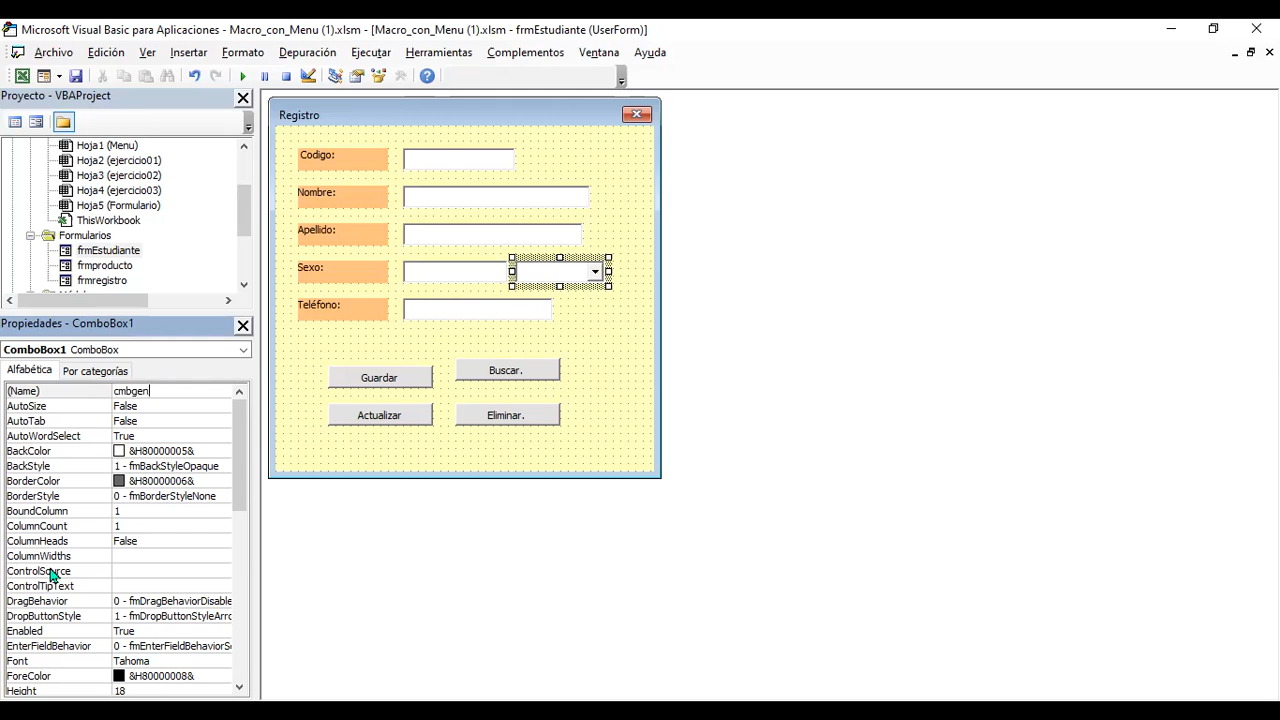 Microsoft Visual Basic para Aplicaciones - Macro_con_Menu (1).xlsm - [Macro_con_Menu (1).xlsm - frmEstudiante (UserForm)]
Archivo Edición Ver Insertar Formato Depuración Ejecutar Herramientas Complementos Ventana Ayuda
Proyecto - VBAProject
Hoja1 (Menu)
Hoja2 (ejercicio01)
Hoja3 (ejercicio02)
Hoja4 (ejercicio03)
Hoja5 (Formulario)
ThisWorkbook
Formularios
frmEstudiante
frmproducto
frmregistro
Propiedades - ComboBox1
ComboBox1 ComboBox
Alfabética Por categorías
(Name) cmbgen
AutoSize False
AutoTab False
AutoWordSelect True
BackColor &H80000005&
BackStyle 1 - fmBackStyleOpaque
BorderColor &H80000006&
BorderStyle 0 - fmBorderStyleNone
BoundColumn 1
ColumnCount 1
ColumnHeads False
ColumnWidths
ControlSource
ControlTipText
DragBehavior 0 - fmDragBehaviorDisable
DropButtonStyle 1 - fmDropButtonStyleArro
Enabled True
EnterFieldBehavior 0 - fmEnterFieldBehaviorSe
Font Tahoma
ForeColor &H80000008&
Height 18
Registro
Codigo:
Nombre:
Apellido:
Sexo:
Teléfono:
Guardar
Buscar.
Actualizar
Eliminar.